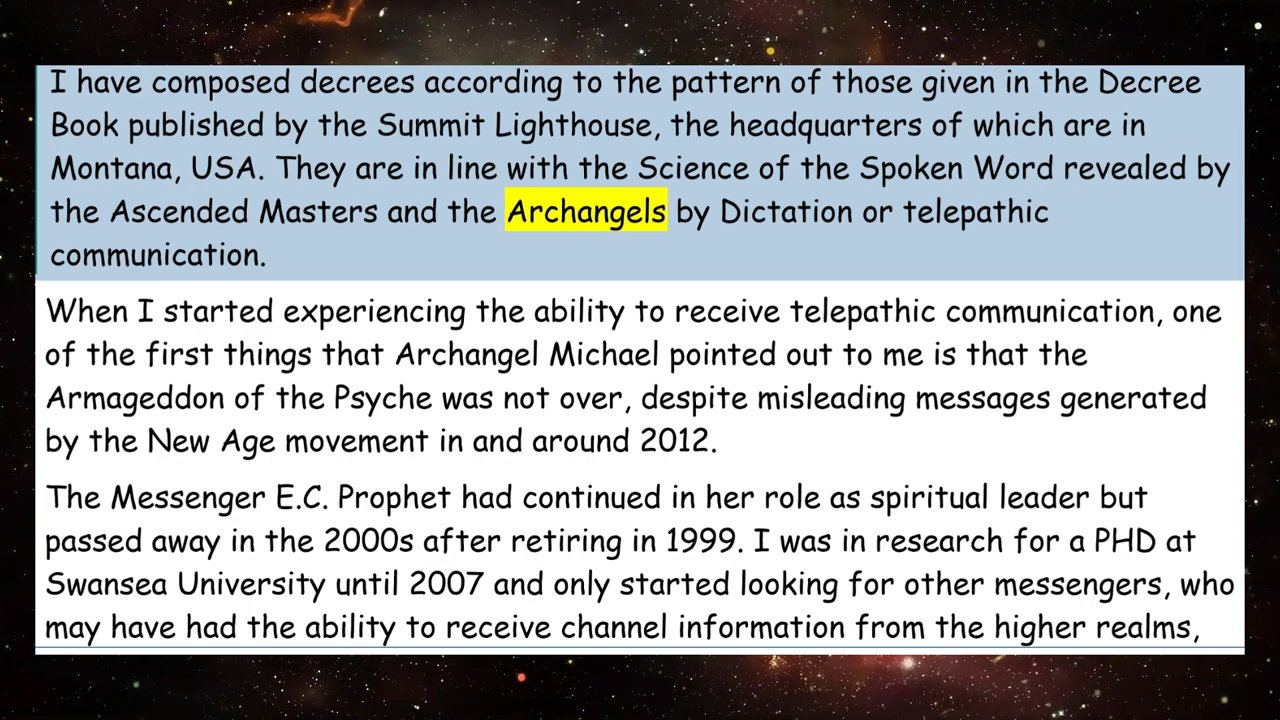 I have composed decrees according to the pattern of those given in the Decree
Book published by the Summit Lighthouse, the headquarters of which are in
Montana, USA. They are in line with the Science of the Spoken Word revealed by
the Ascended Masters and the Archangels by Dictation or telepathic
communication.
When I started experiencing the ability to receive telepathic communication, one
of the first things that Archangel Michael pointed out to me is that the
Armageddon of the Psyche was not over, despite misleading messages generated
by the New Age movement in and around 2012.
The Messenger E.C. Prophet had continued in her role as spiritual leader but
passed away in the 2000s after retiring in 1999. I was in research for a PHD at
Swansea University until 2007 and only started looking for other messengers, who
may have had the ability to receive channel information from the higher realms,